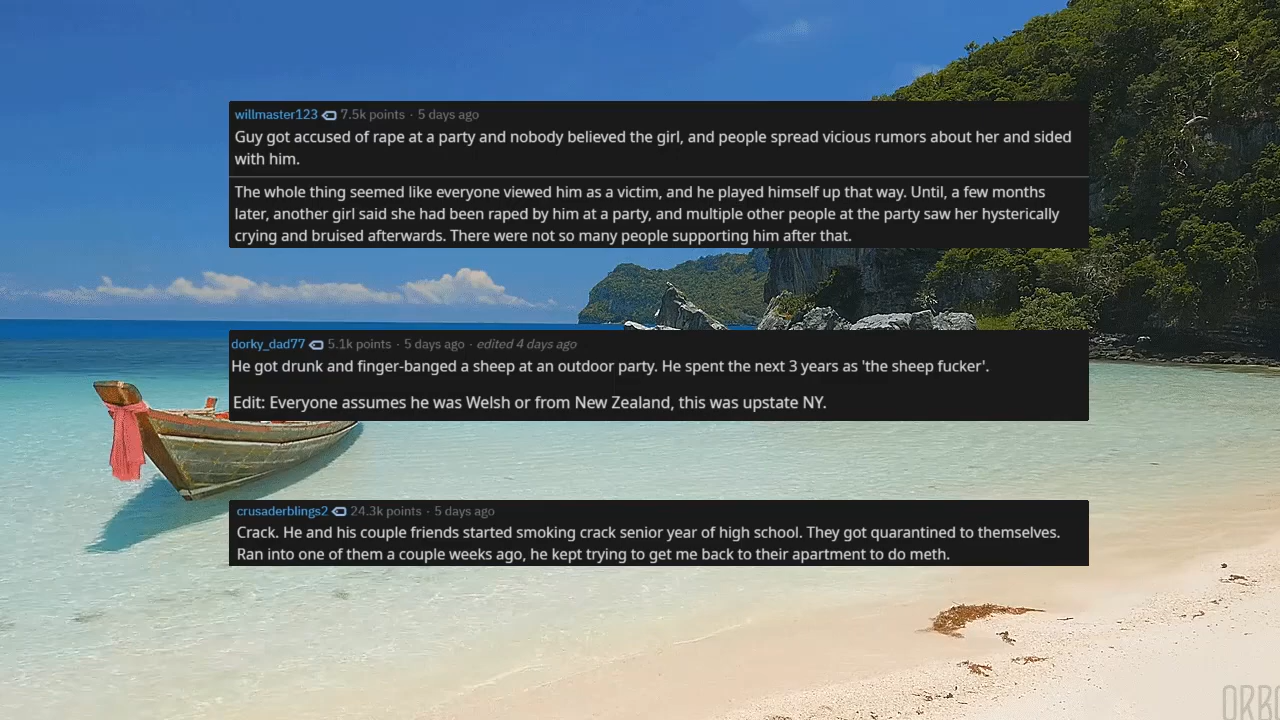 willmaster123 7.5k points · 5 days ago
Guy got accused of rape at a party and nobody believed the girl, and people spread vicious rumors about her and sided
with him.
The whole thing seemed like everyone viewed him as a victim, and he played himself up that way. Until, a few months
later, another girl said she had been raped by him at a party, and multiple other people at the party saw her hysterically
crying and bruised afterwards. There were not so many people supporting him after that.
dorky_dad77 5.1k points · 5 days ago · edited 4 days ago
He got drunk and finger-banged a sheep at an outdoor party. He spent the next 3 years as 'the sheep fucker'.
Edit: Everyone assumes he was Welsh or from New Zealand, this was upstate NY.
crusaderblings2 24.3k points · 5 days ago
Crack. He and his couple friends started smoking crack senior year of high school. They got quarantined to themselves.
Ran into one of them a couple weeks ago, he kept trying to get me back to their apartment to do meth.